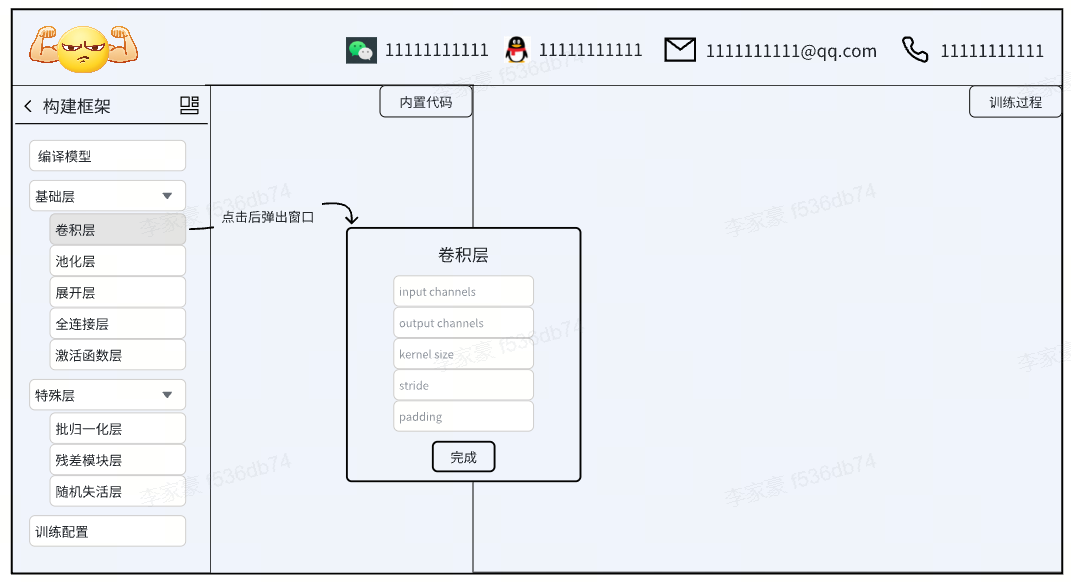 11111111111 11111111111 1111111111@qq.com 11111111111
构建框架
内置代码
训练过程
编译模型
基础层
卷积层
池化层
展开层
全连接层
激活函数层
特殊层
批归一化层
残差模块层
随机失活层
训练配置
点击后弹出窗口
卷积层
input channels
output channels
kernel size
stride
padding
完成
李家豪 f536db74
李家豪 f536db74
李家豪 f536db74
李家豪 f536db74
李家豪 f536db74
李家豪 f536db74
李家豪